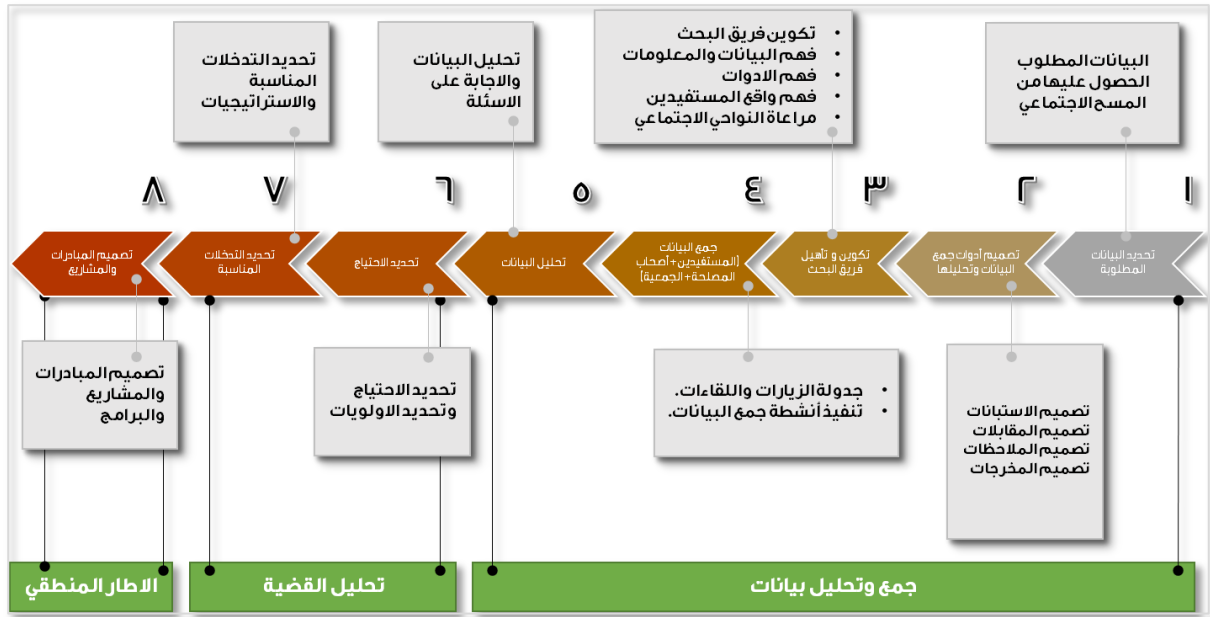 البيانات المطلوب
الحصول عليها من
المسح الاجتماعي
• تكوين فريق البحث
• فهم البيانات والمعلومات
• فهم الادوات
• فهم واقع المستفيدين
• مراعاة النواحي الاجتماعي
تحليل البيانات
والاجابة على
الاسئلة
تحديد التدخلات
المناسبة
والاستراتيجيات
١
٢
٣
٤
٥
٦
٧
٨
تحديد البيانات
المطلوبة
تصميم أدوات جمع
البيانات وتحليلها
تكوين و تأهيل
فريق البحث
جمع البيانات
(المستفيدين+أصحاب
المصلحة+الجمعية)
تحليل البيانات
تحديد الاحتياج
تحديد التدخلات
المناسبة
تصميم المبادرات
والمشاريع
تصميم الاستبانات
تصميم المقابلات
تصميم الملاحظات
تصميم المخرجات
• جدولة الزيارات واللقاءات.
• تنفيذ أنشطة جمع البيانات.
تحديد الاحتياج
وتحديد الاولويات
تصميم المبادرات
والمشاريع
والبرامج
جمع وتحليل بيانات
تحليل القضية
الاطار المنطقي